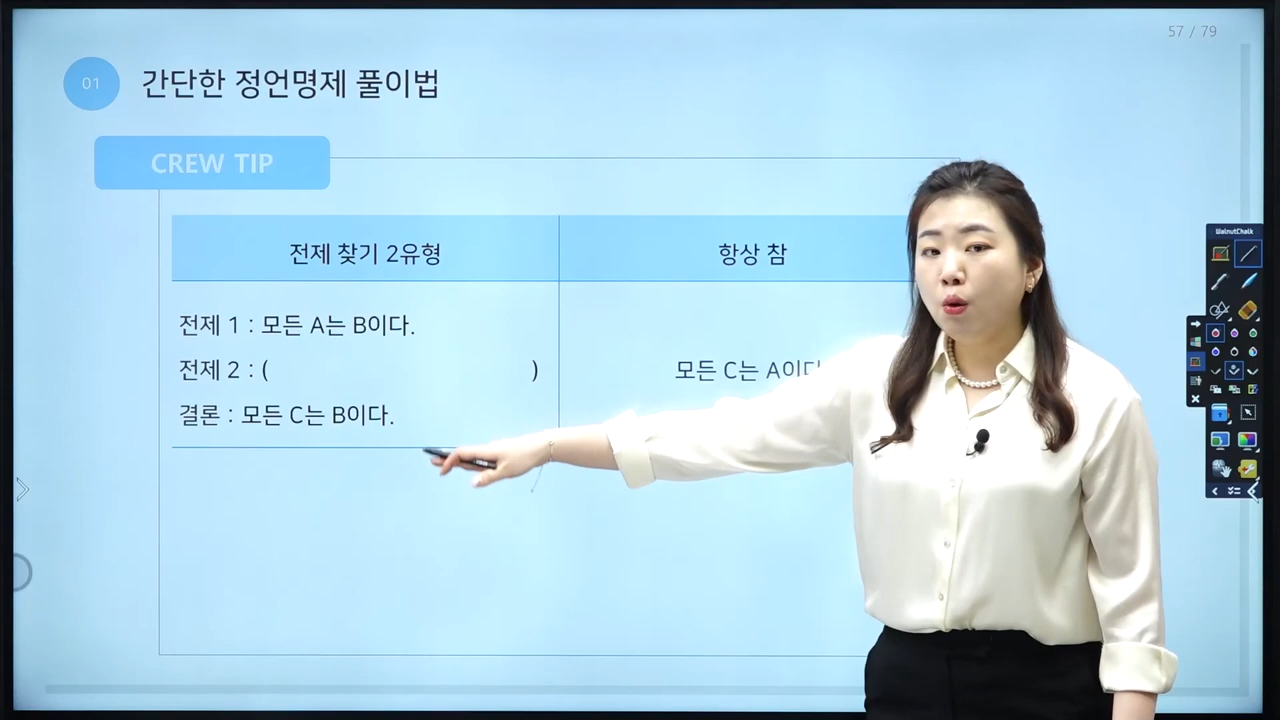 57 / 79
01
간단한 정언명제 풀이법
CREW TIP
전제 찾기 2유형
항상 참
전제 1 : 모든 A는 B이다.
전제 2 : ( )
모든 C는 A이다
결론 : 모든 C는 B이다.
WalnutChalk